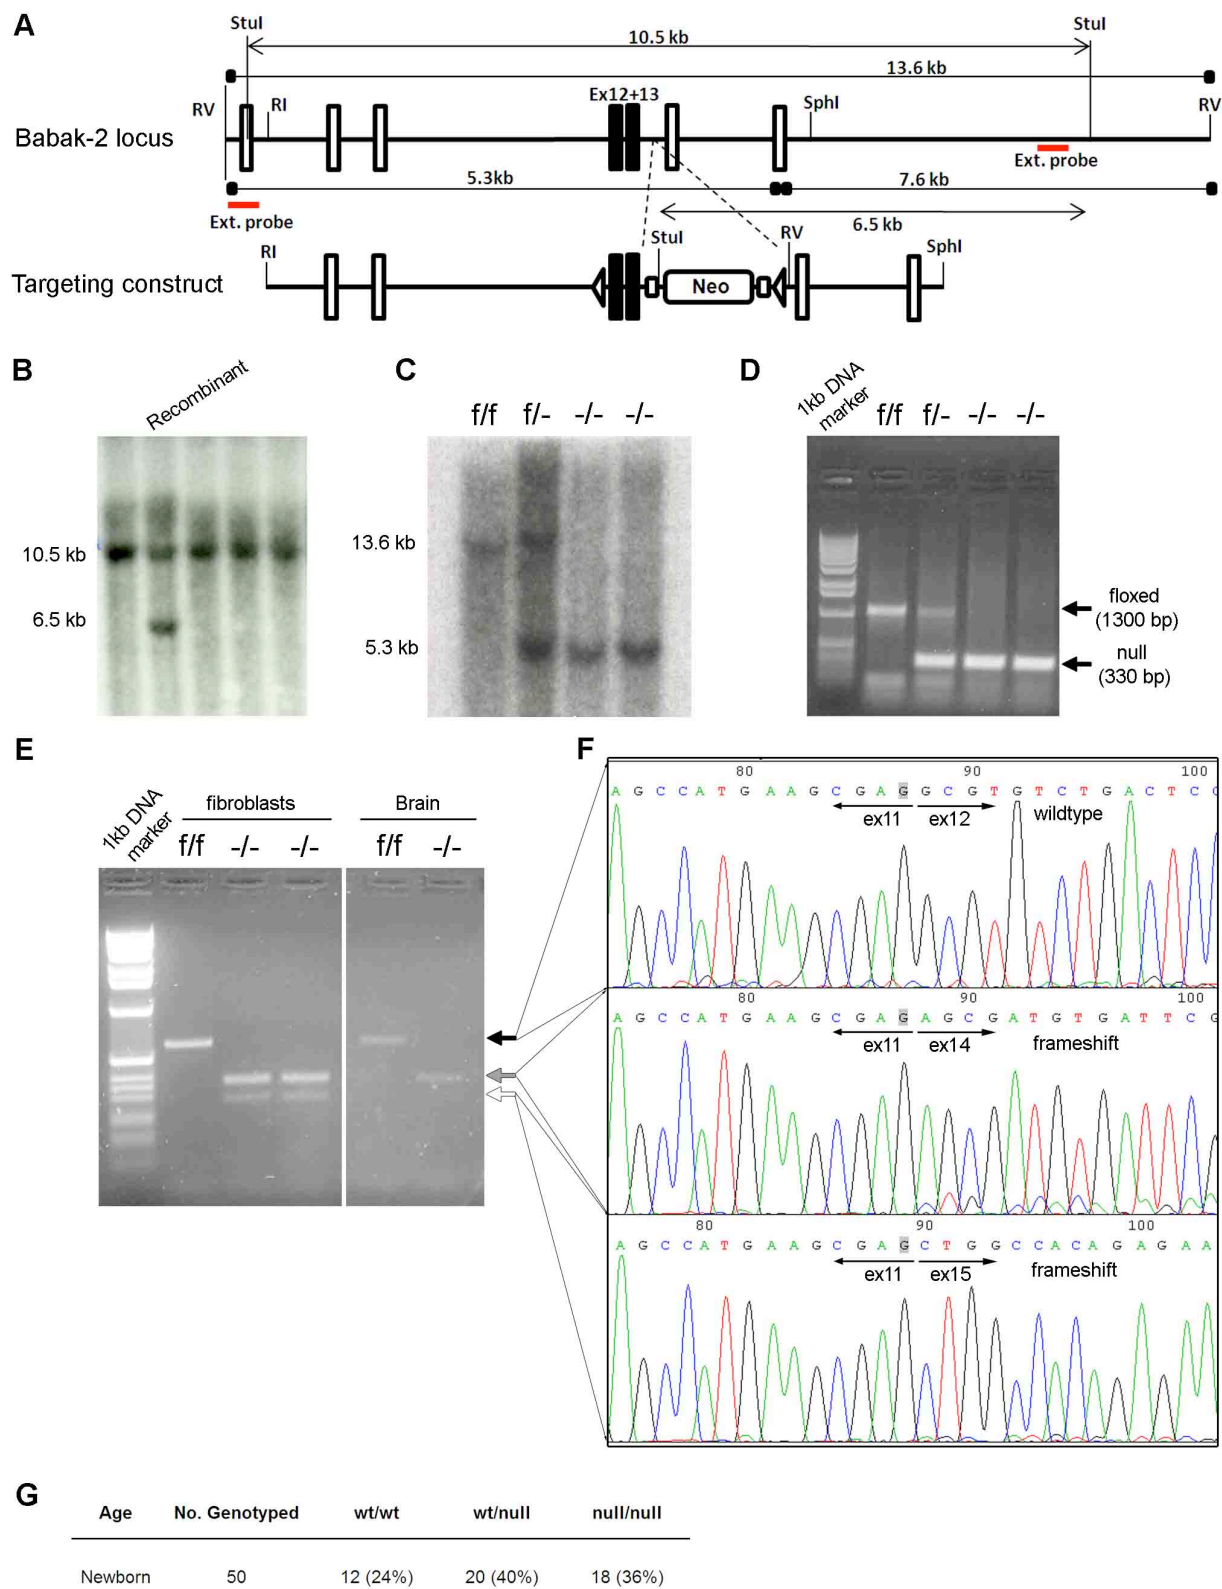 A
StuI
StuI
10.5 kb
13.6 kb
RV
RI
Ex12+13
SphI
RV
Babak-2 locus
Ext. probe
5.3kb
7.6 kb
Ext. probe
6.5 kb
RI
StuI
RV
SphI
Targeting construct
Neo
B
Recombinant
10.5 kb
6.5 kb
C
f/f f/- -/- -/-
13.6 kb
5.3 kb
D
1kb DNA
marker
f/f f/- -/- -/-
floxed
(1300 bp)
null
(330 bp)
E
1kb DNA
marker
fibroblasts
Brain
f/f -/- -/-
f/f -/-
F
80 90 100
A G C C A T G A A G C G A G G C G T G T C T G A C T C C
ex11 ex12 wildtype
80 90 100
A G C C A T G A A G C G A G A G C G A T G T G A T T C G
ex11 ex14 frameshift
80 90 100
A G C C A T G A A G C G A G C T G G C C A C A G A G A A
ex11 ex15 frameshift
G
Age No. Genotyped wt/wt wt/null null/null
Newborn 50 12 (24%) 20 (40%) 18 (36%)